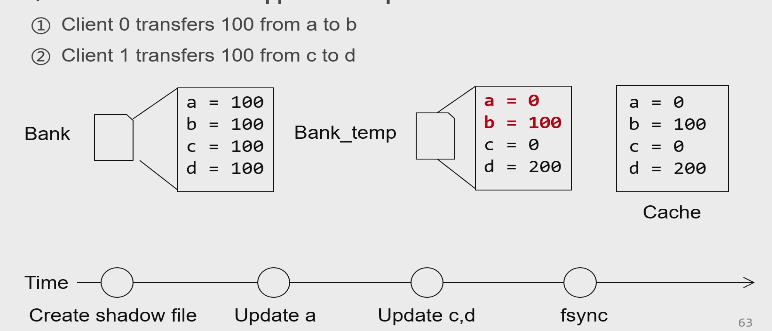 ① Client 0 transfers 100 from a to b
② Client 1 transfers 100 from c to d
Bank
a = 100
b = 100
c = 100
d = 100
Bank_temp
a = 0
b = 100
c = 0
d = 200
a = 0
b = 100
c = 0
d = 200
Cache
Time
Create shadow file
Update a
Update c,d
fsync
63